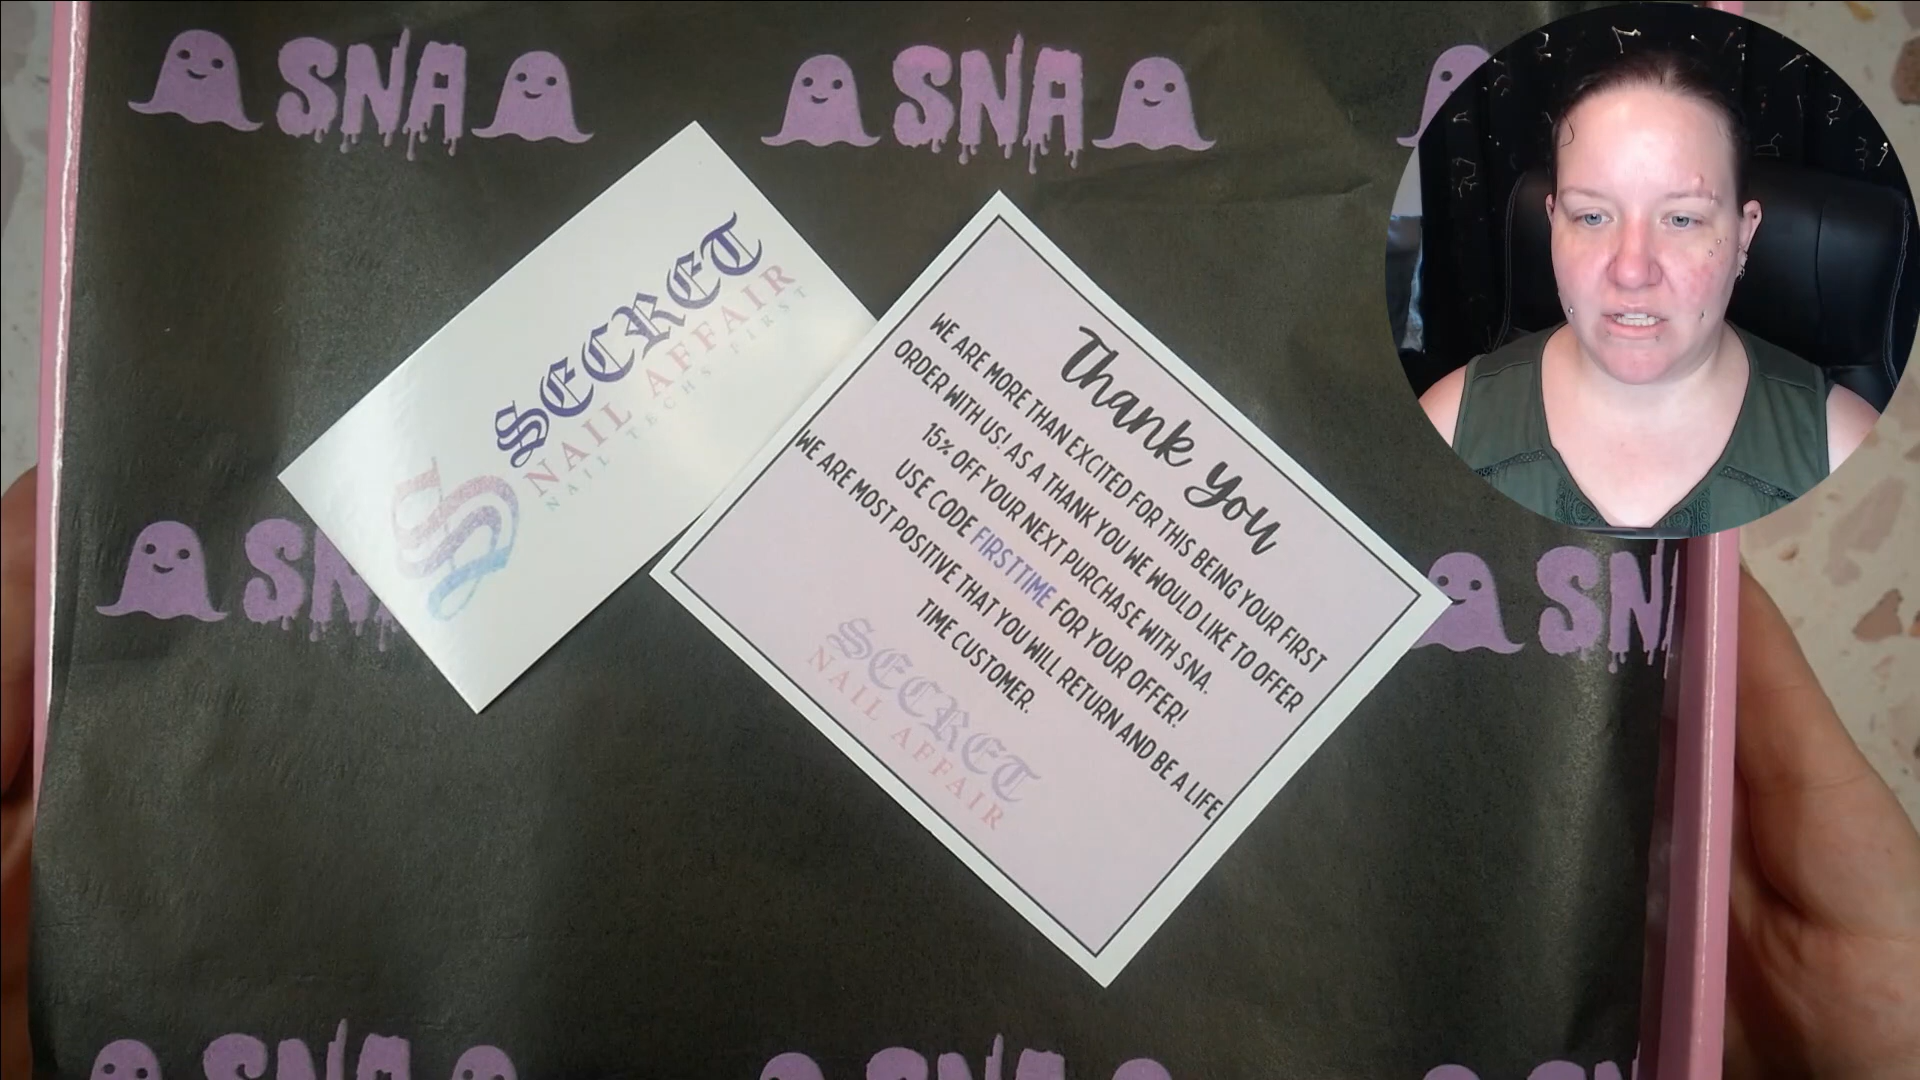 SNA
SNA
SECRET
NAIL AFFAIR
NAIL TECHS FIRST
S
Thank you
WE ARE MORE THAN EXCITED FOR THIS BEING YOUR FIRST
ORDER WITH US! AS A THANK YOU WE WOULD LIKE TO OFFER
15% OFF YOUR NEXT PURCHASE WITH SNA.
USE CODE FIRSTTIME FOR YOUR OFFER!
WE ARE MOST POSITIVE THAT YOU WILL RETURN AND BE A LIFE
TIME CUSTOMER.
SECRET
NAIL AFFAIR
SNA
SNA
SNA
SNA